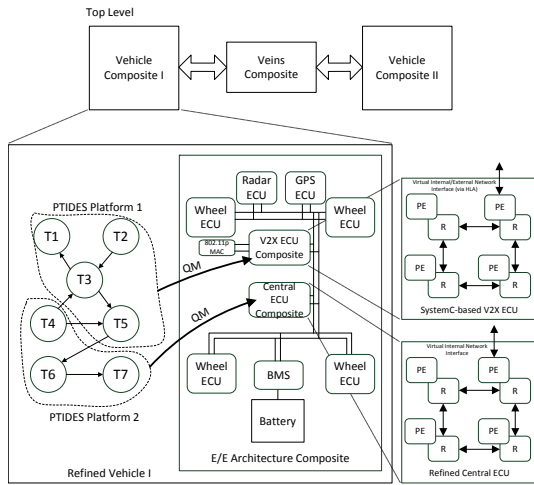 Top Level
Vehicle
Composite I
Veins
Composite
Vehicle
Composite II
PTIDES Platform 1
T1
T2
T3
T4
T5
T6
T7
PTIDES Platform 2
QM
QM
Radar
ECU
GPS
ECU
Wheel
ECU
Wheel
ECU
802.11p
MAC
V2X ECU
Composite
Central
ECU
Composite
Wheel
ECU
BMS
Wheel
ECU
Battery
E/E Architecture Composite
Refined Vehicle I
Virtual Internal/External Network
Interface (via HLA)
PE
R
PE
R
PE
R
PE
R
SystemC-based V2X ECU
Virtual Internal Network
Interface
PE
R
PE
R
PE
R
PE
R
Refined Central ECU